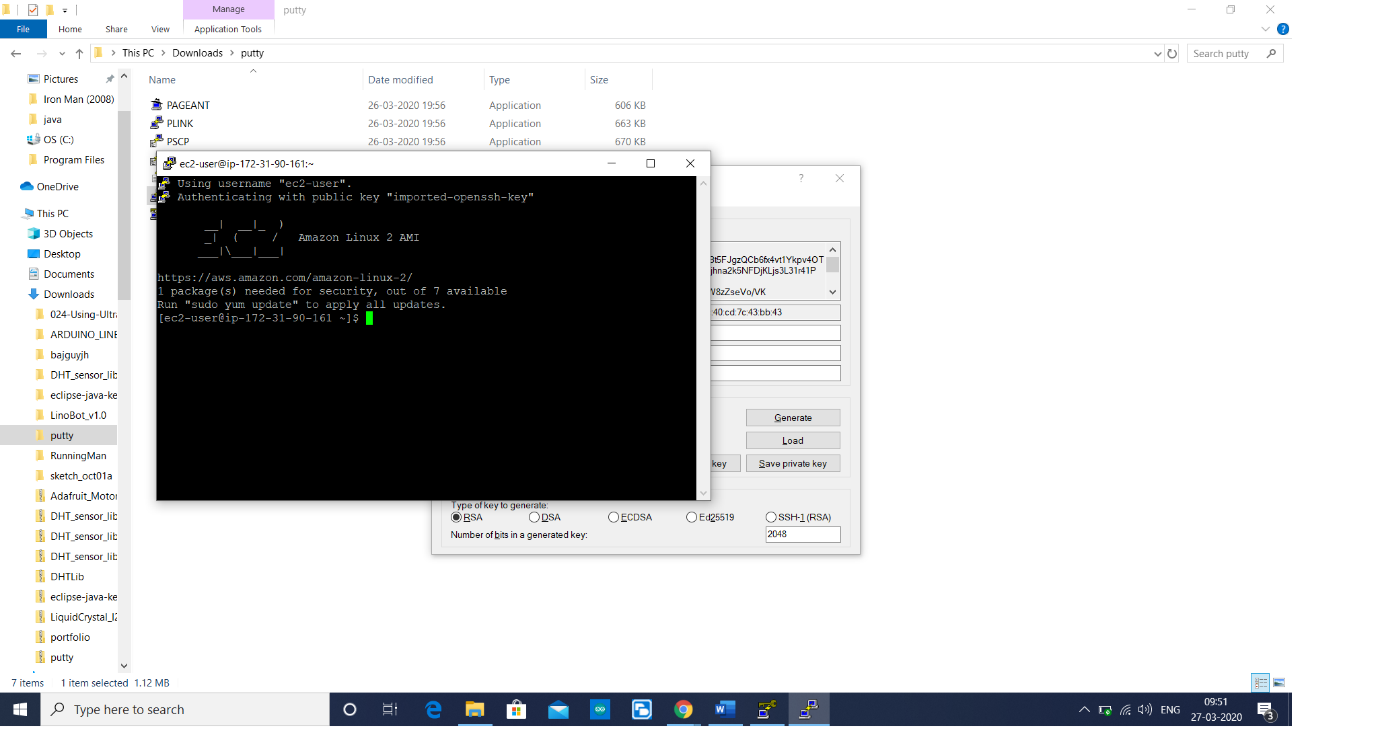 Manage
putty
File
Home
Share
View
Application Tools
This PC
Downloads
putty
Search putty
Name
Date modified
Type
Size
PAGEANT
26-03-2020 19:56
Application
606 KB
PLINK
26-03-2020 19:56
Application
663 KB
PSCP
26-03-2020 19:56
Application
670 KB
Pictures
Iron Man (2008)
java
OS (C:)
Program Files
OneDrive
This PC
3D Objects
Desktop
Documents
Downloads
024-Using-Ultra
ARDUINO_LINE
bajguyjh
DHT_sensor_lib
eclipse-java-ke
LinoBot_v1.0
putty
RunningMan
sketch_oct01a
Adafruit_Motor
DHT_sensor_lib
DHT_sensor_lib
DHT_sensor_lib
DHTLib
eclipse-java-ke
LiquidCrystal_I2
portfolio
putty
ec2-user@ip-172-31-90-161:~
Using username "ec2-user".
Authenticating with public key "imported-openssh-key"
__| __|_ )
_| ( / Amazon Linux 2 AMI
___|\___|___|
https://aws.amazon.com/amazon-linux-2/
1 package(s) needed for security, out of 7 available
Run "sudo yum update" to apply all updates.
[ec2-user@ip-172-31-90-161 ~]$
?
40:cd:7c:43:bb:43
Generate
Load
key
Save private key
Type of key to generate:
RSA
DSA
ECDSA
Ed25519
SSH-1 (RSA)
Number of bits in a generated key:
2048
7 items
1 item selected 1.12 MB
Type here to search
ENG
09:51
27-03-2020
3